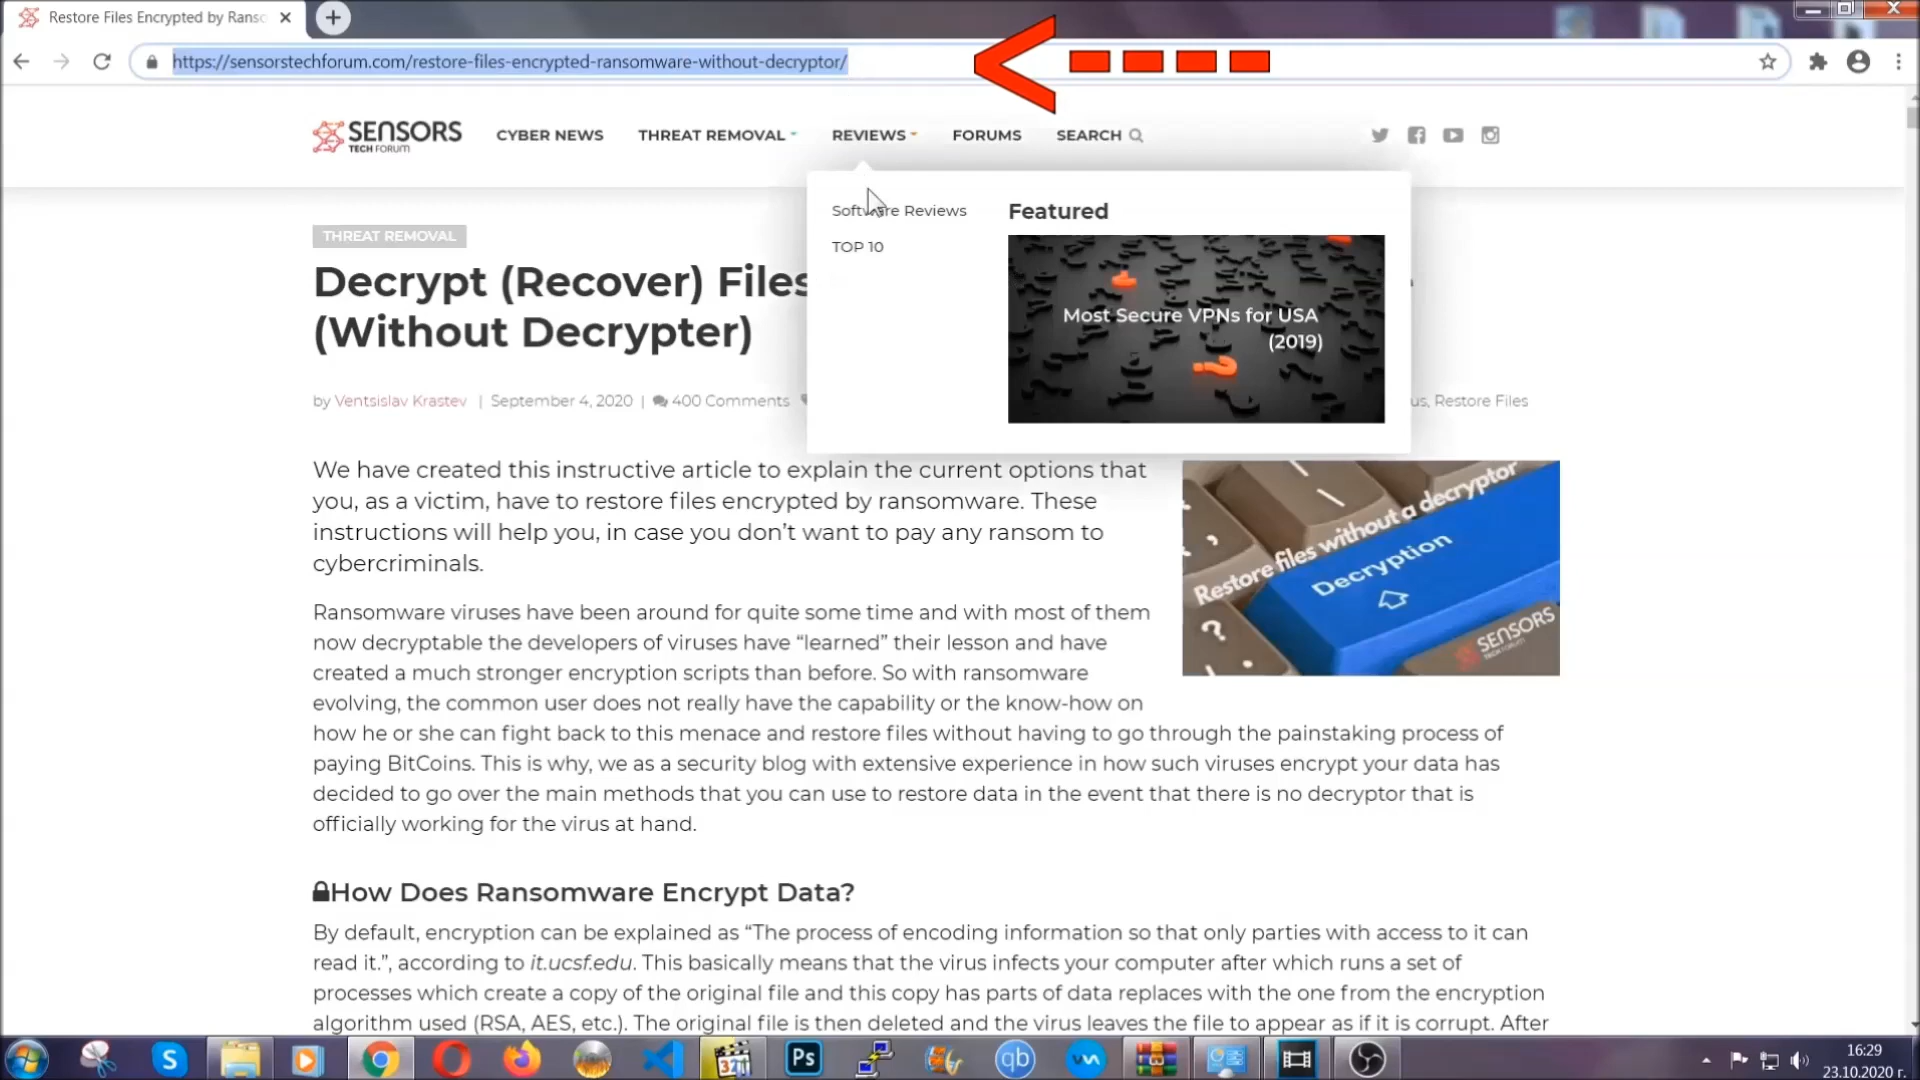 Restore Files Encrypted by Ranso
https://sensorstechforum.com/restore-files-encrypted-ransomware-without-decryptor/
SENSORS
TECH FORUM
CYBER NEWS
THREAT REMOVAL
REVIEWS
FORUMS
SEARCH
Software Reviews
TOP 10
Featured
Most Secure VPNs for USA
(2019)
THREAT REMOVAL
Decrypt (Recover) Files
(Without Decrypter)
by Ventsislav Krastev | September 4, 2020 | 400 Comments
us, Restore Files
We have created this instructive article to explain the current options that
you, as a victim, have to restore files encrypted by ransomware. These
instructions will help you, in case you don’t want to pay any ransom to
cybercriminals.
Restore files without a decryptor
Decryption
SENSORS
TECH FORUM
Ransomware viruses have been around for quite some time and with most of them
now decryptable the developers of viruses have “learned” their lesson and have
created a much stronger encryption scripts than before. So with ransomware
evolving, the common user does not really have the capability or the know-how on
how he or she can fight back to this menace and restore files without having to go through the painstaking process of
paying BitCoins. This is why, we as a security blog with extensive experience in how such viruses encrypt your data has
decided to go over the main methods that you can use to restore data in the event that there is no decryptor that is
officially working for the virus at hand.
How Does Ransomware Encrypt Data?
By default, encryption can be explained as “The process of encoding information so that only parties with access to it can
read it.”, according to it.ucsf.edu. This basically means that the virus infects your computer after which runs a set of
processes which create a copy of the original file and this copy has parts of data replaces with the one from the encryption
algorithm used (RSA, AES, etc.). The original file is then deleted and the virus leaves the file to appear as if it is corrupt. After
S
321
Ps
qb
16:29
23.10.2020 г.